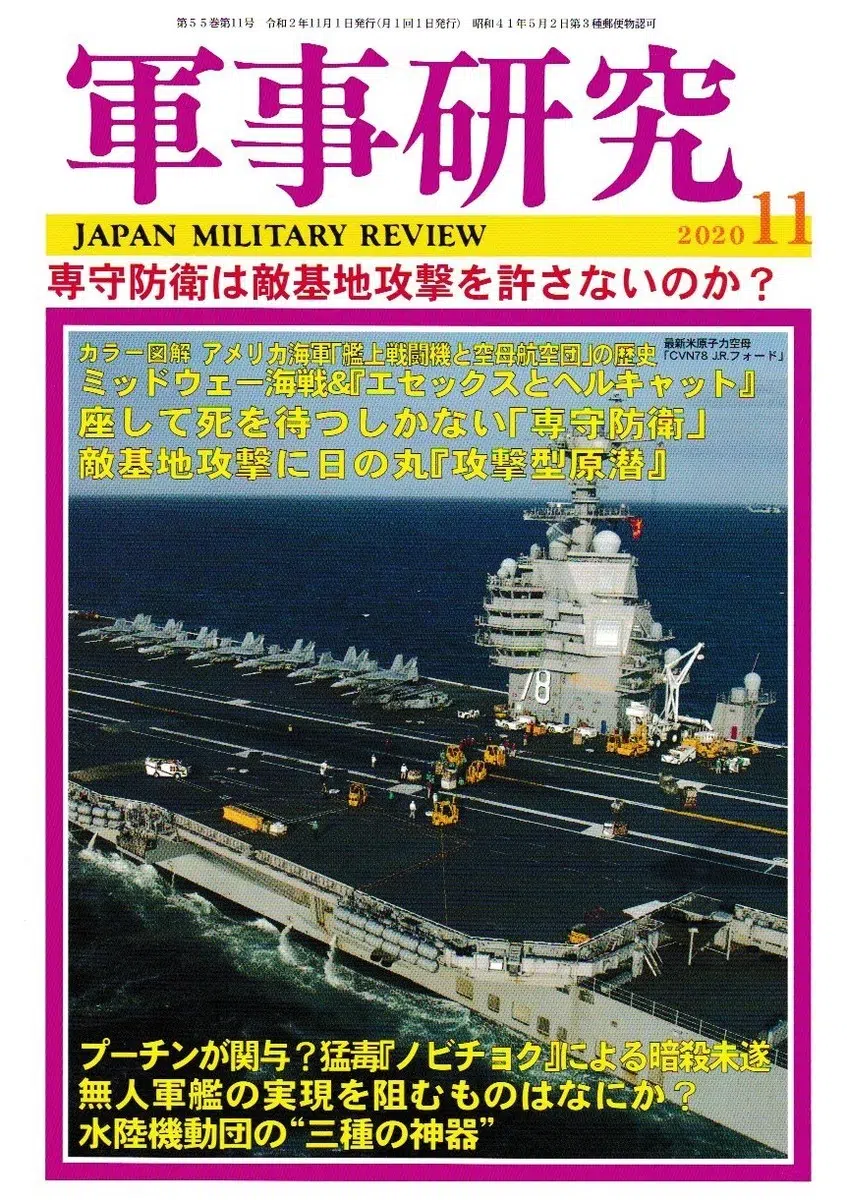 第55巻第11号 令和2年11月1日発行(月1回1日発行) 昭和41年5月2日第3種郵便物認可
軍事研究
JAPAN MILITARY REVIEW 2020 11
専守防衛は敵基地攻撃を許さないのか?
カラー図解 アメリカ海軍「艦上戦闘機と空母航空団」の歴史
最新米原子力空母
「CVN78 J.R.フォード」
ミッドウェー海戦&『エセックスとヘルキャット』
座して死を待つしかない「専守防衛」
敵基地攻撃に日の丸『攻撃型原潜』
78
プーチンが関与?猛毒『ノビチョク』による暗殺未遂
無人軍艦の実現を阻むものはなにか?
水陸機動団の“三種の神器”